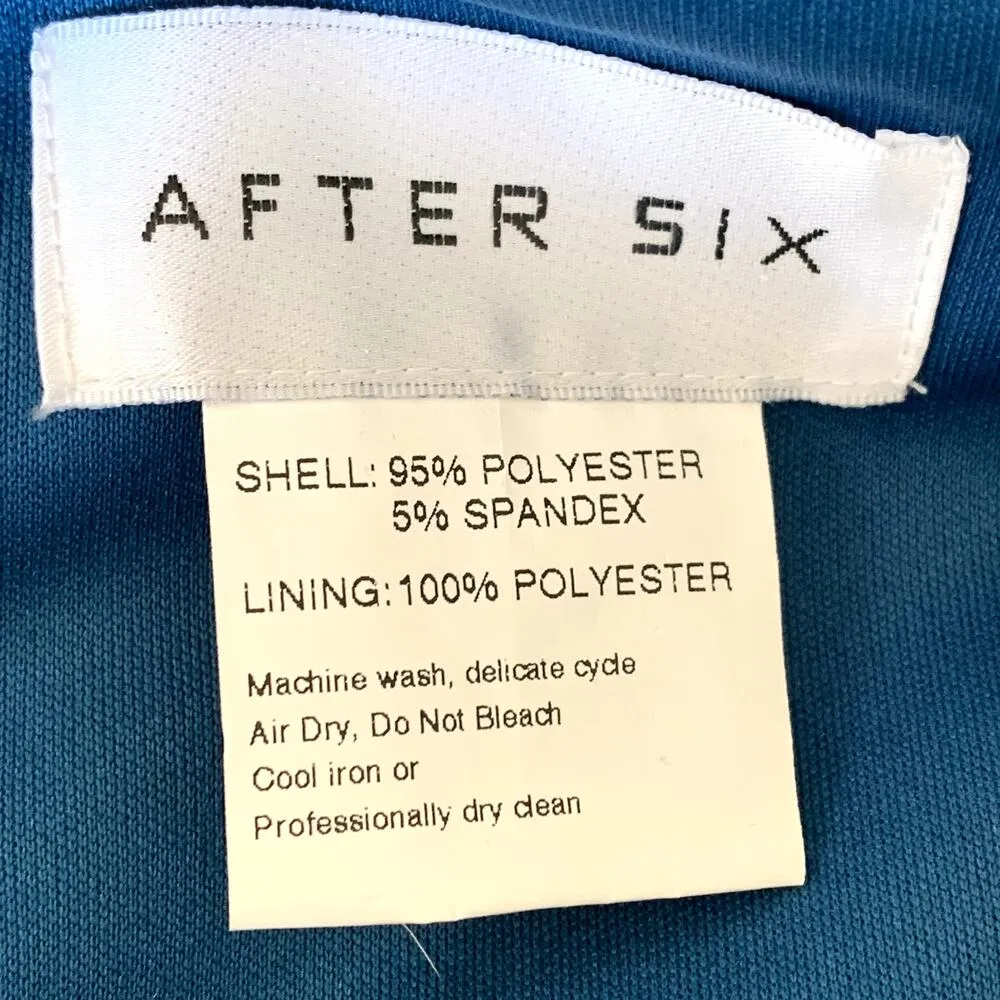 AFTER SIX
SHELL: 95% POLYESTER
5% SPANDEX
LINING: 100% POLYESTER
Machine wash, delicate cycle
Air Dry, Do Not Bleach
Cool iron or
Professionally dry clean